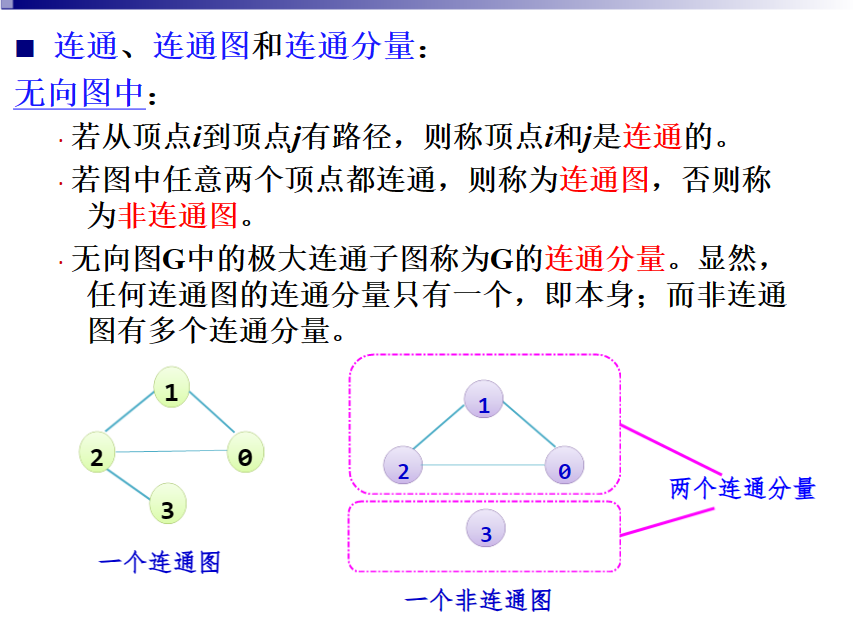 ■ 连通、连通图和连通分量：
无向图中：
·若从顶点i到顶点j有路径，则称顶点i和j是连通的。
·若图中任意两个顶点都连通，则称为连通图，否则称
为非连通图。
·无向图G中的极大连通子图称为G的连通分量。显然，
任何连通图的连通分量只有一个，即本身；而非连通
图有多个连通分量。
1
2
0
3
一个连通图
1
2
0
3
两个连通分量
一个非连通图